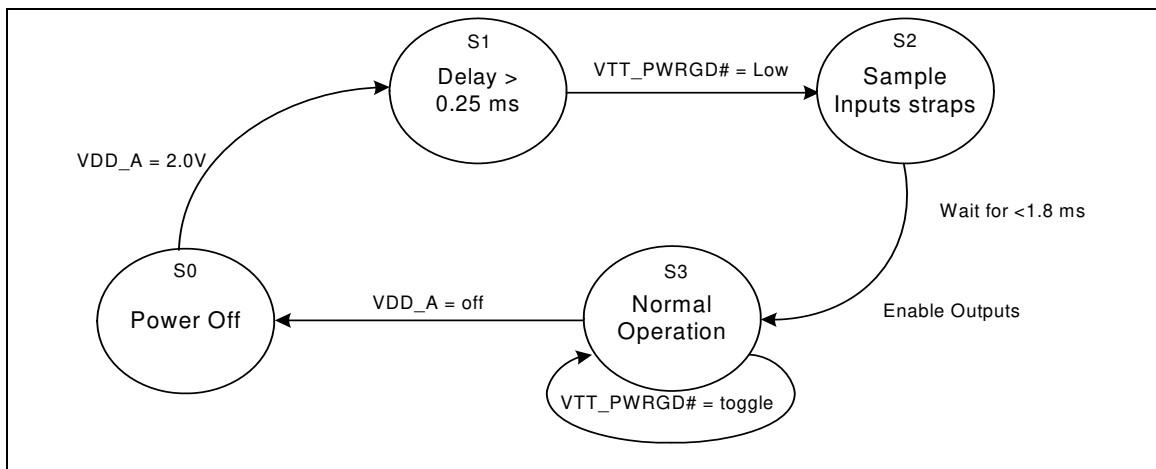 S1
Delay >
0.25 ms
VTT_PWRGD# = Low
S2
Sample
Inputs straps
VDD_A = 2.0V
Wait for <1.8 ms
S0
Power Off
VDD_A = off
S3
Normal
Operation
Enable Outputs
VTT_PWRGD# = toggle